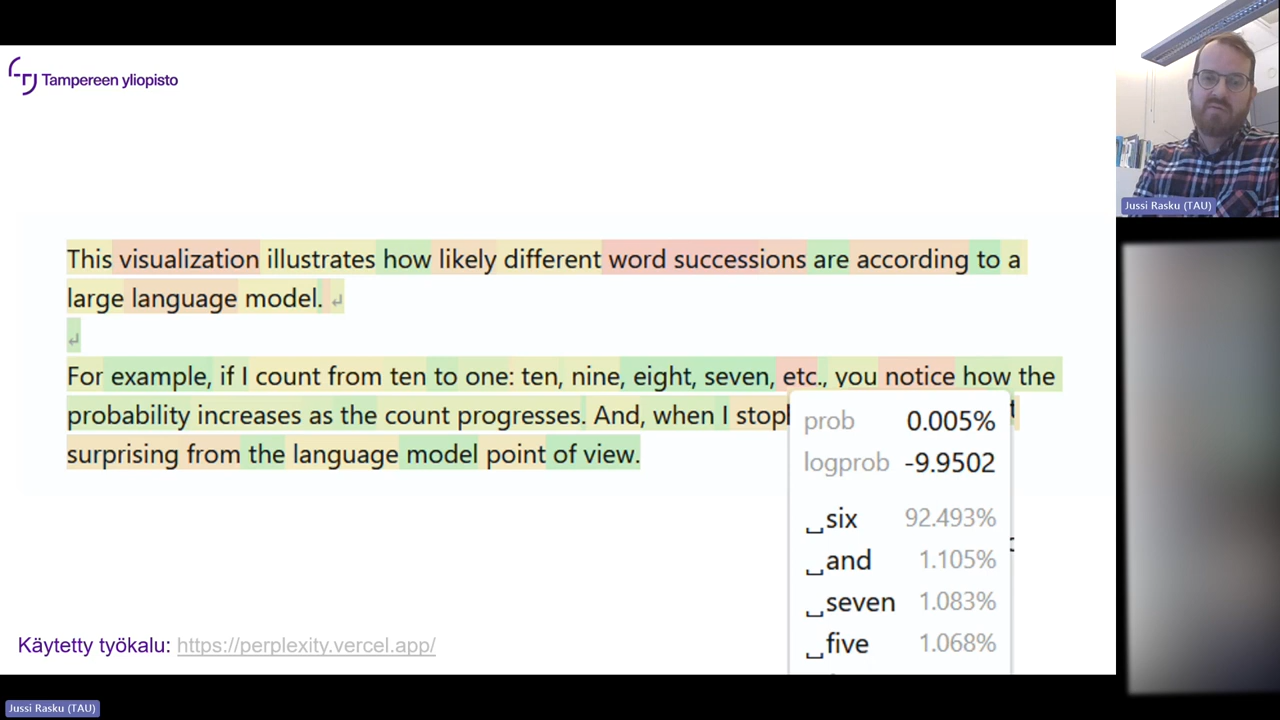 Tampereen yliopisto
This visualization illustrates how likely different word successions are according to a
large language model. ↵
↵
For example, if I count from ten to one: ten, nine, eight, seven, etc., you notice how the
probability increases as the count progresses. And, when I stop
surprising from the language model point of view.
prob 0.005%
logprob -9.9502
␣six 92.493%
␣and 1.105%
␣seven 1.083%
␣five 1.068%
Käytetty työkalu: https://perplexity.vercel.app/
Jussi Rasku (TAU)
Jussi Rasku (TAU)